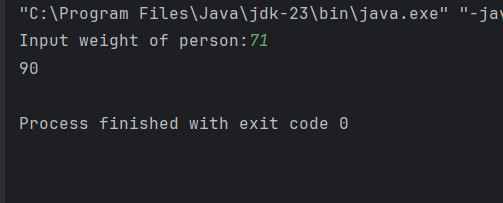 "C:\Program Files\Java\jdk-23\bin\java.exe" "-jav
Input weight of person:71
90
Process finished with exit code 0